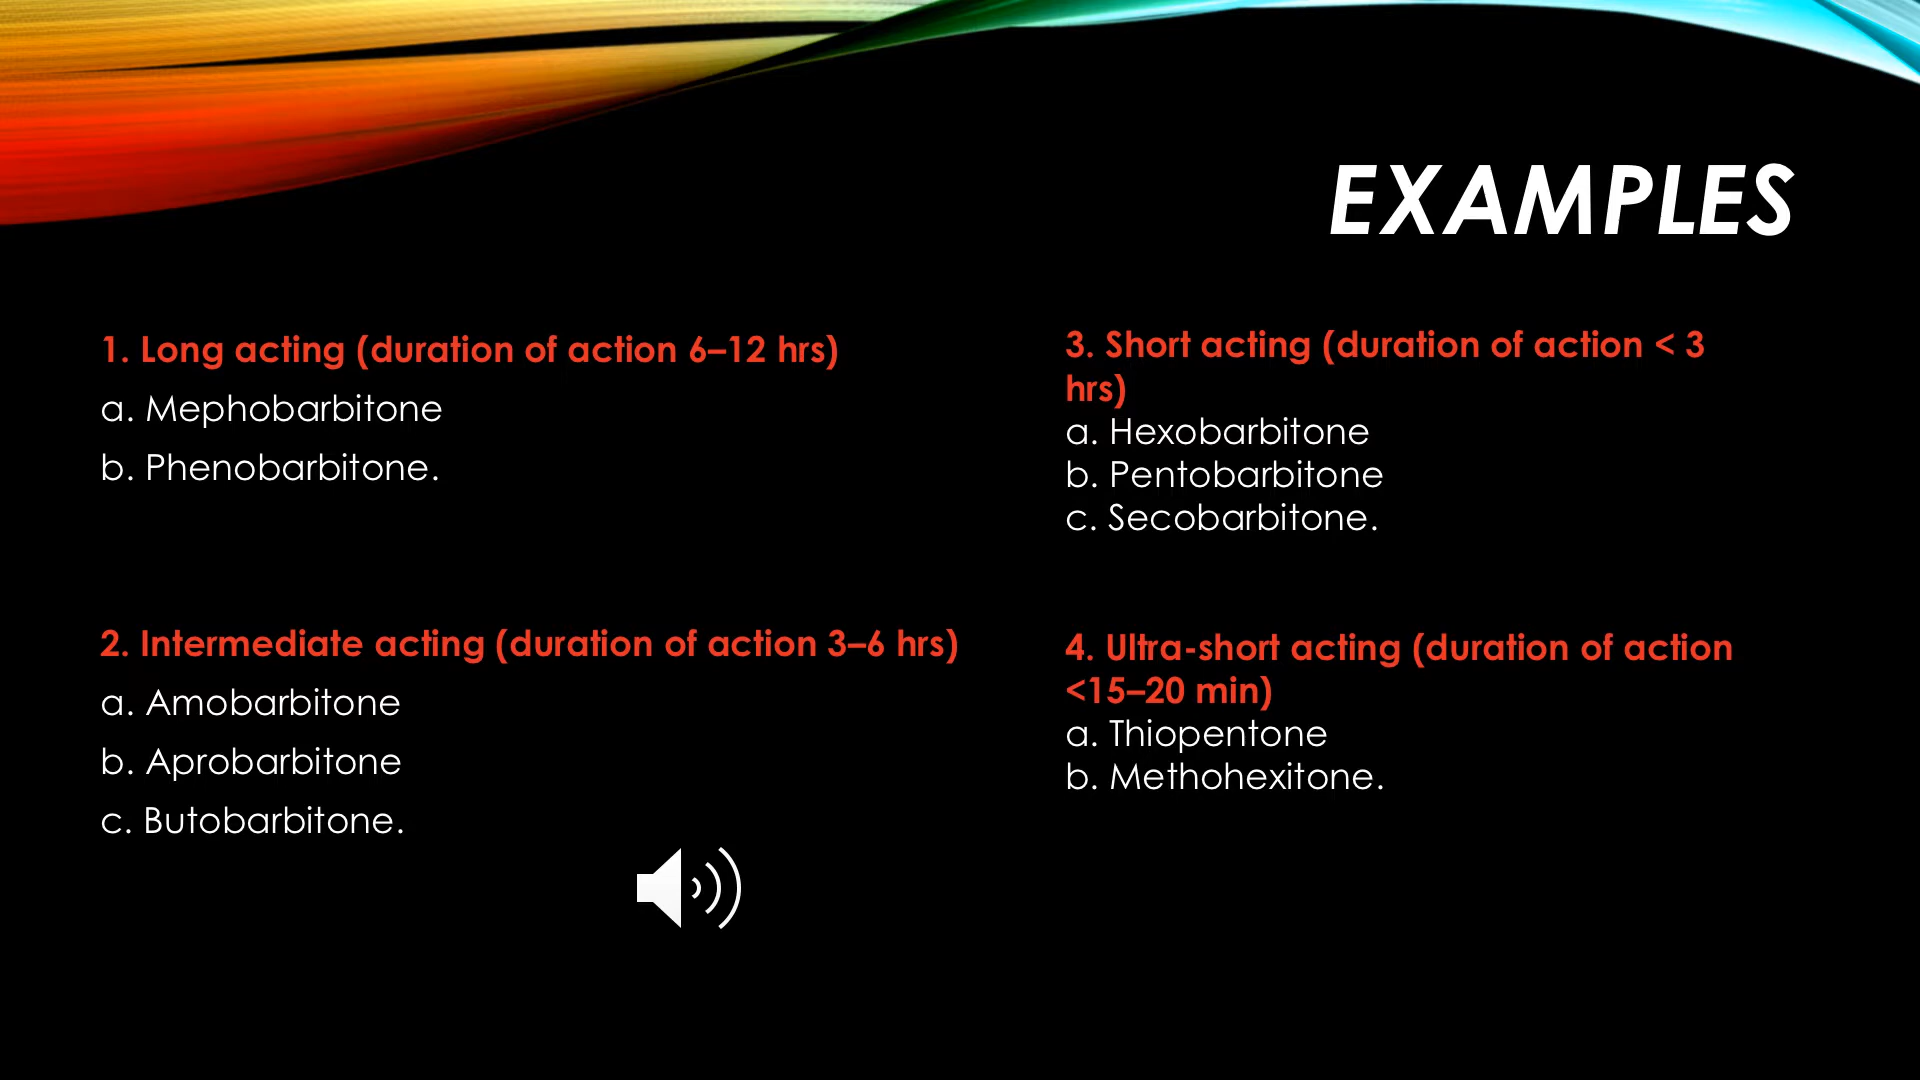 EXAMPLES
1. Long acting (duration of action 6–12 hrs)
a. Mephobarbitone
b. Phenobarbitone.
2. Intermediate acting (duration of action 3–6 hrs)
a. Amobarbitone
b. Aprobarbitone
c. Butobarbitone.
3. Short acting (duration of action < 3
hrs)
a. Hexobarbitone
b. Pentobarbitone
c. Secobarbitone.
4. Ultra-short acting (duration of action
<15–20 min)
a. Thiopentone
b. Methohexitone.